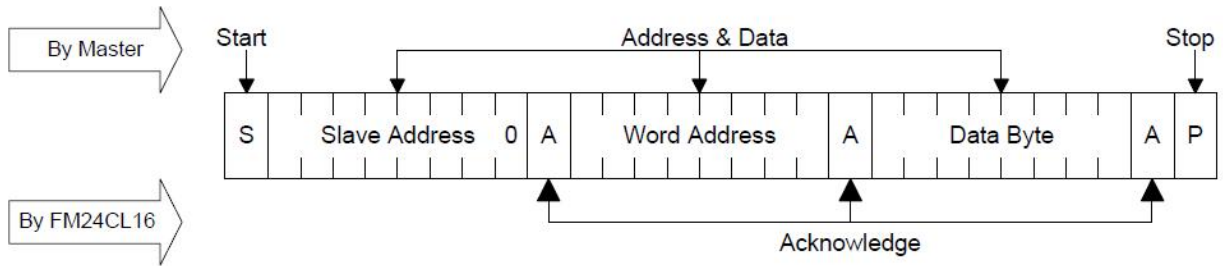 By Master
Start
Address & Data
Stop
S
Slave Address 0
A
Word Address
A
Data Byte
A
P
By FM24CL16
Acknowledge